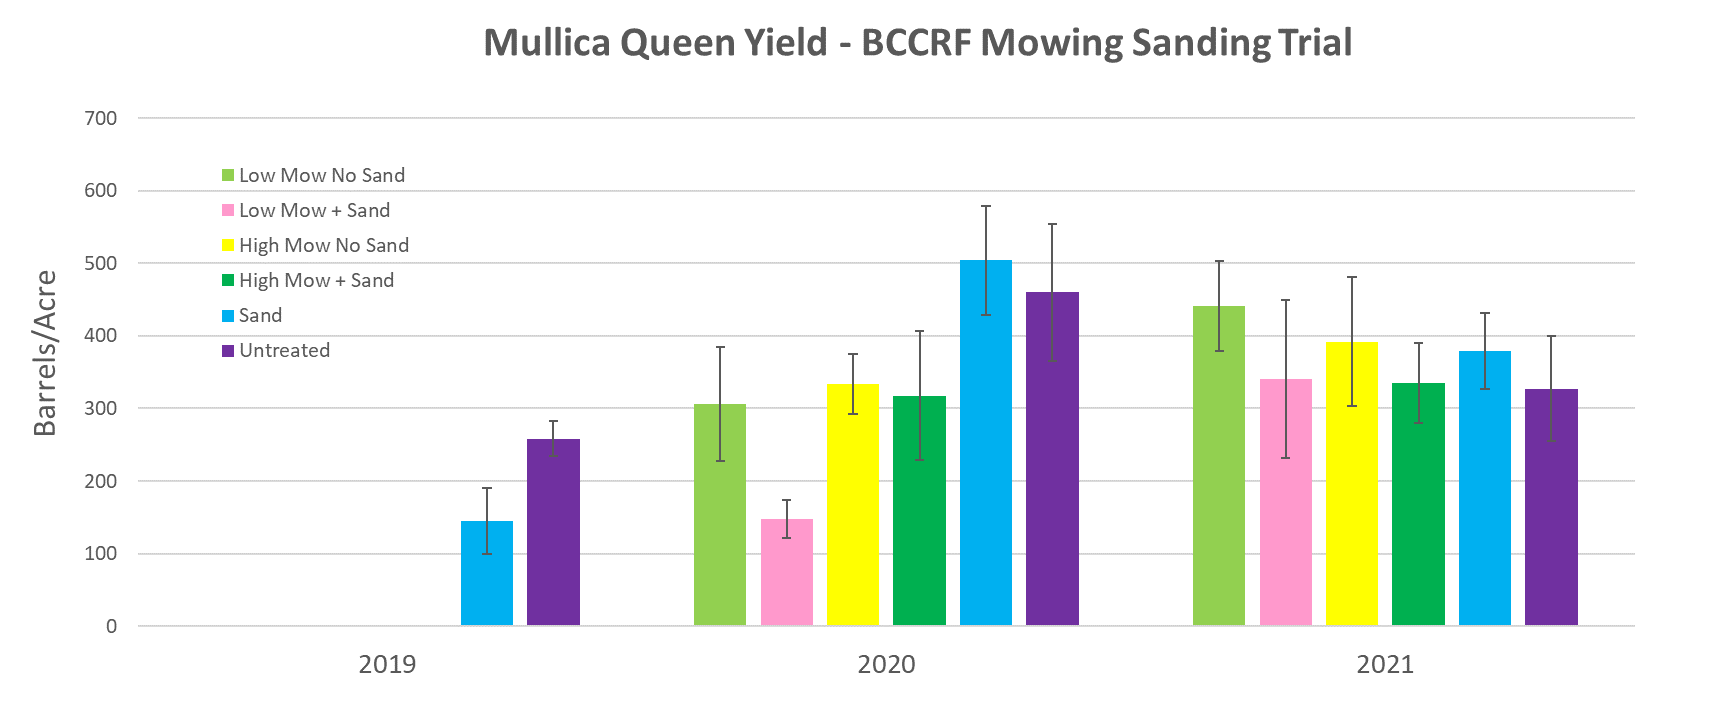 Mullica Queen Yield - BCCRF Mowing Sanding Trial
Barrels/Acre
700
600
500
400
300
200
100
0
Low Mow No Sand
Low Mow + Sand
High Mow No Sand
High Mow + Sand
Sand
Untreated
2019
2020
2021